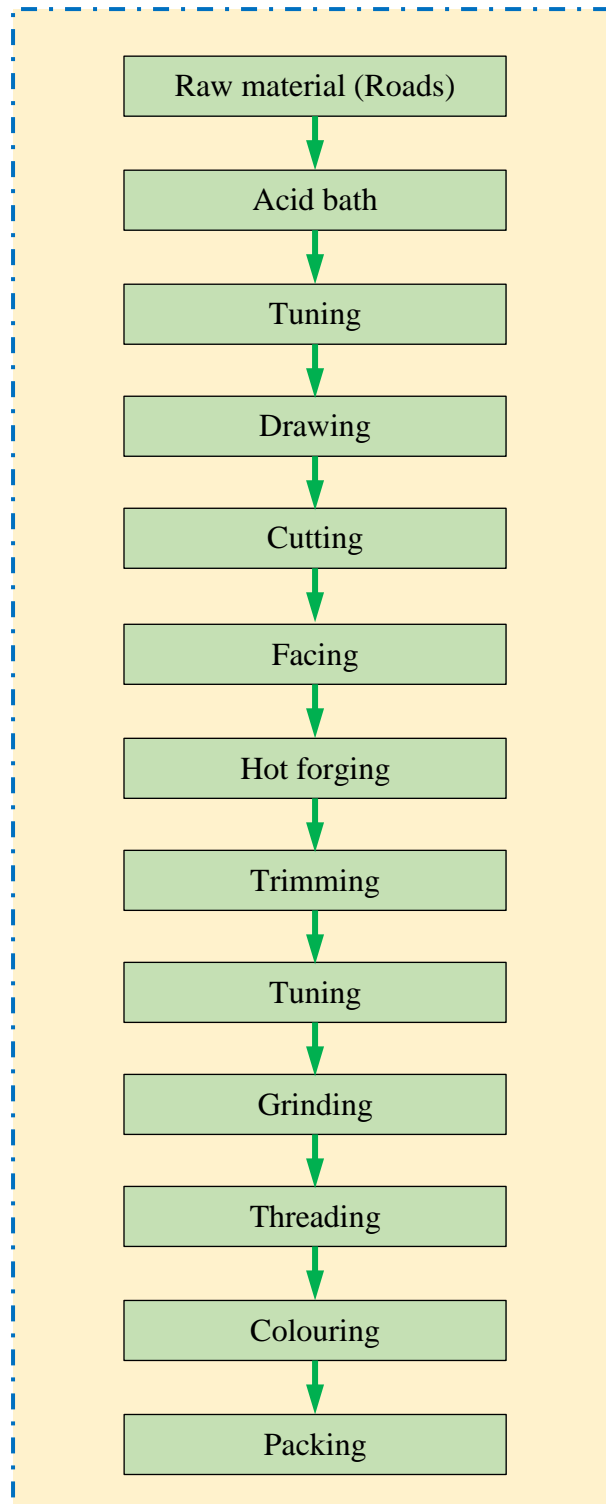 Raw material (Roads)
Acid bath
Tuning
Drawing
Cutting
Facing
Hot forging
Trimming
Tuning
Grinding
Threading
Colouring
Packing